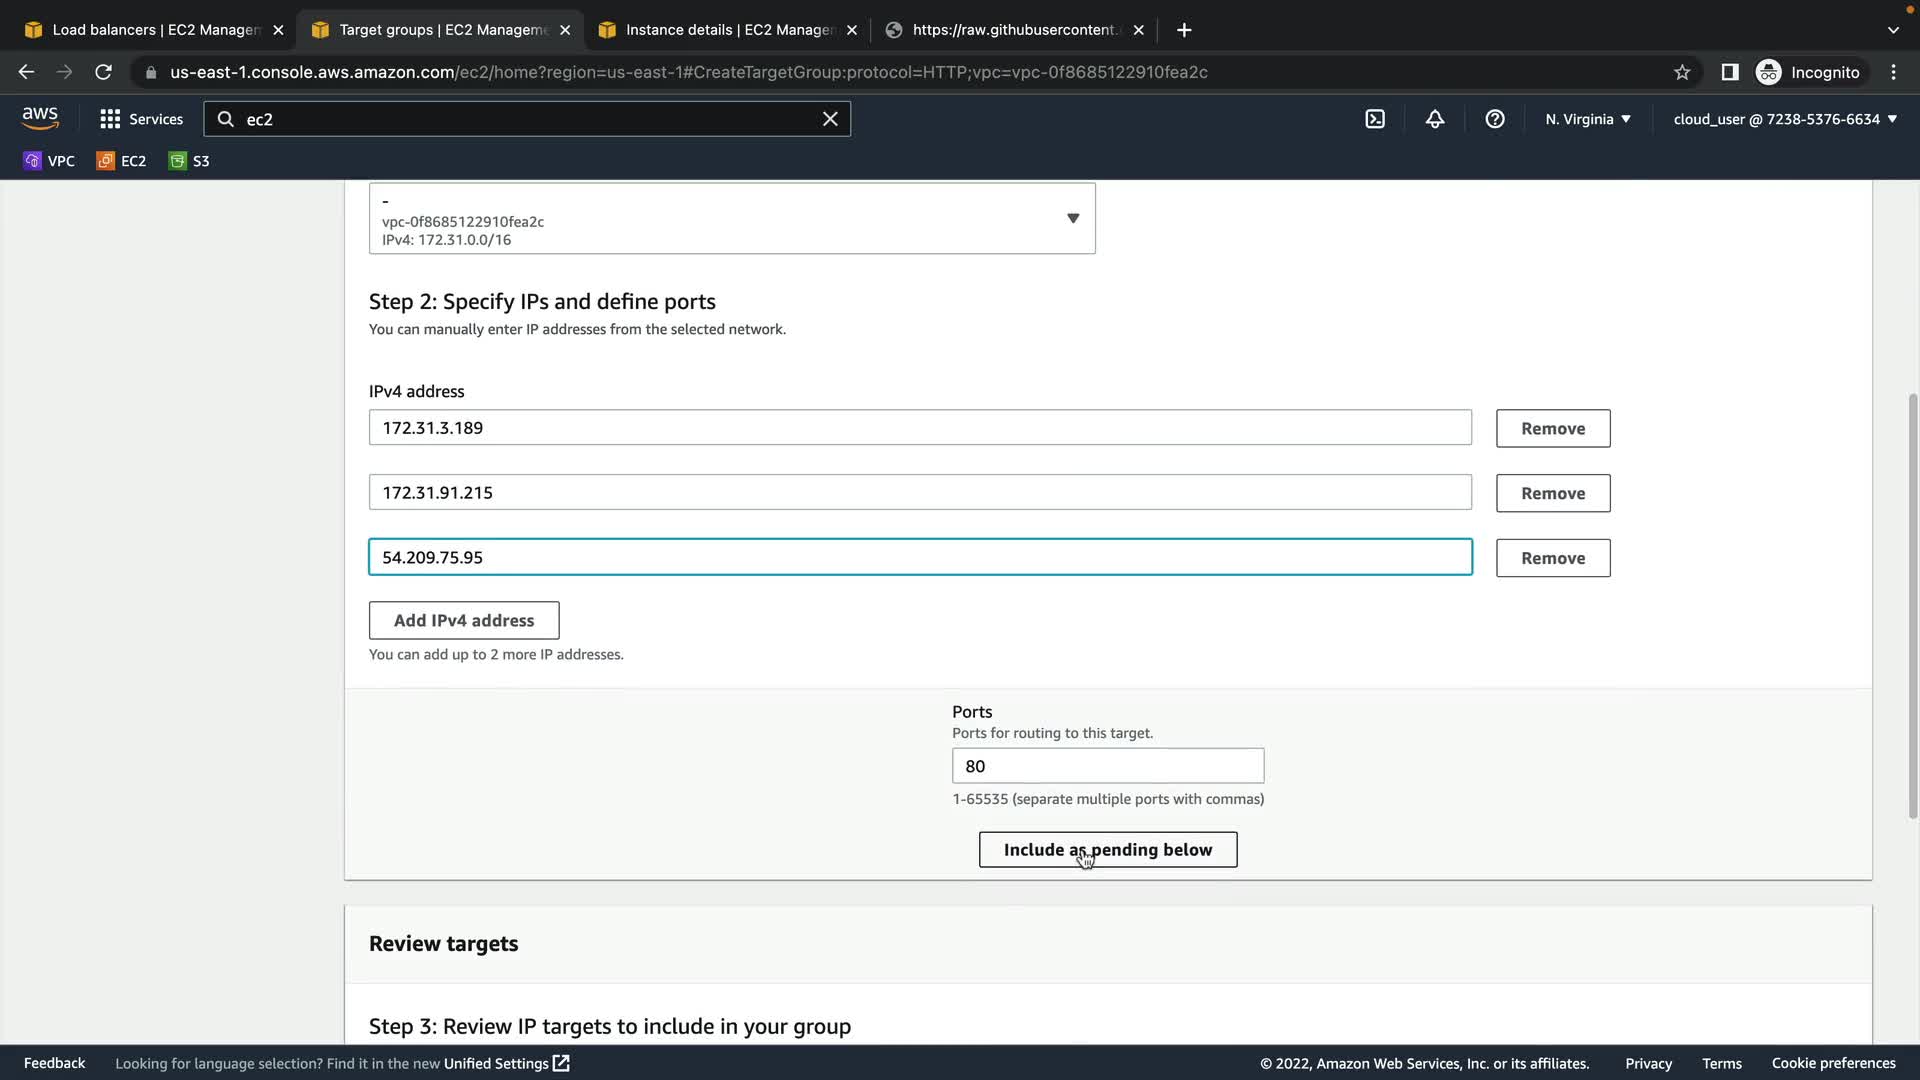 Load balancers | EC2 Managem
Target groups | EC2 Manageme
Instance details | EC2 Managem
https://raw.githubusercontent.c
us-east-1.console.aws.amazon.com/ec2/home?region=us-east-1#CreateTargetGroup:protocol=HTTP;vpc=vpc-0f8685122910fea2c
Incognito
aws
Services
ec2
N. Virginia
cloud_user @ 7238-5376-6634
VPC
EC2
S3
-
vpc-0f8685122910fea2c
IPv4: 172.31.0.0/16
Step 2: Specify IPs and define ports
You can manually enter IP addresses from the selected network.
IPv4 address
172.31.3.189
Remove
172.31.91.215
Remove
54.209.75.95
Remove
Add IPv4 address
You can add up to 2 more IP addresses.
Ports
Ports for routing to this target.
80
1-65535 (separate multiple ports with commas)
Include as pending below
Review targets
Step 3: Review IP targets to include in your group
Feedback
Looking for language selection? Find it in the new Unified Settings
© 2022, Amazon Web Services, Inc. or its affiliates.
Privacy
Terms
Cookie preferences